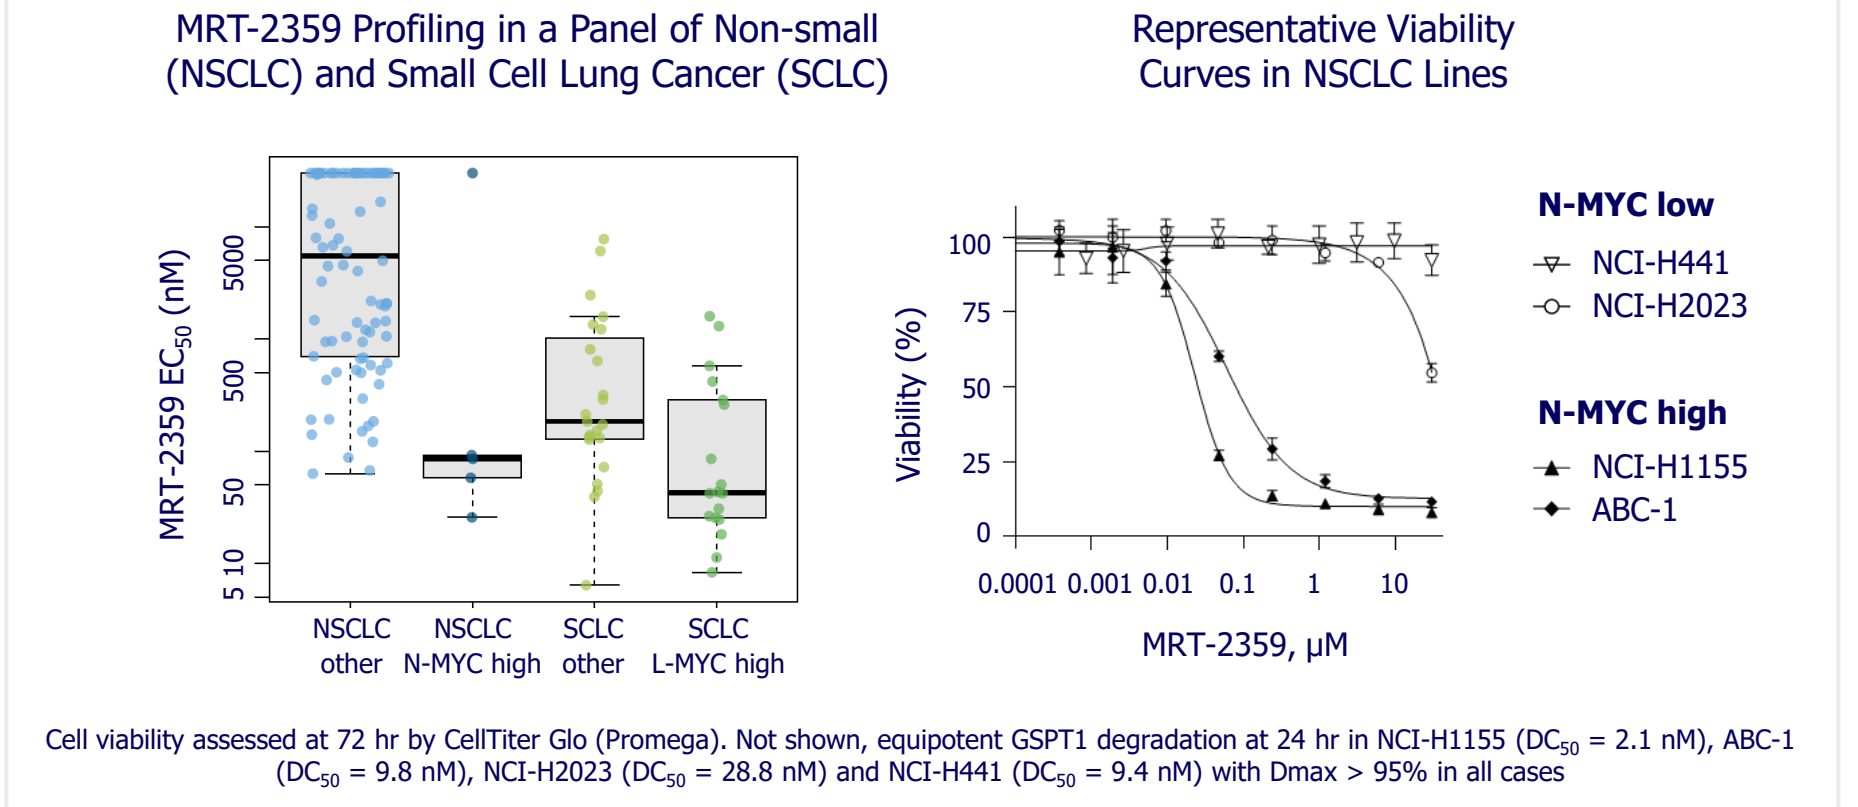 MRT-2359 Profiling in a Panel of Non-small
(NSCLC) and Small Cell Lung Cancer (SCLC)
MRT-2359 EC50 (nM)
5000
500
50
10
5
NSCLC
other
NSCLC
N-MYC high
SCLC
other
SCLC
L-MYC high
Representative Viability
Curves in NSCLC Lines
Viability (%)
100
75
50
25
0
0.0001 0.001 0.01 0.1 1 10
MRT-2359, µM
N-MYC low
NCI-H441
NCI-H2023
N-MYC high
NCI-H1155
ABC-1
Cell viability assessed at 72 hr by CellTiter Glo (Promega). Not shown, equipotent GSPT1 degradation at 24 hr in NCI-H1155 (DC50 = 2.1 nM), ABC-1
(DC50 = 9.8 nM), NCI-H2023 (DC50 = 28.8 nM) and NCI-H441 (DC50 = 9.4 nM) with Dmax > 95% in all cases